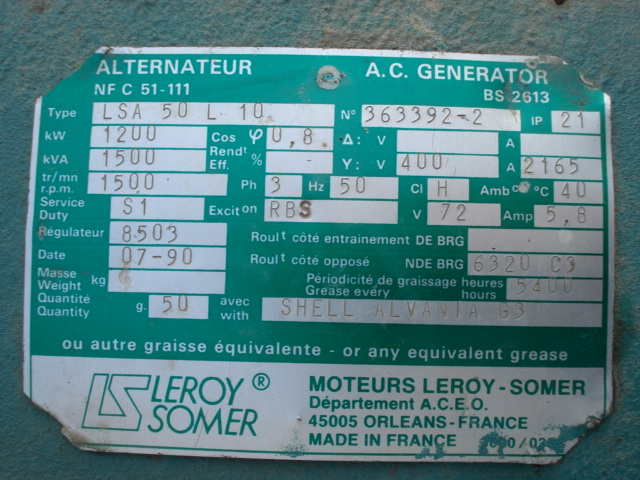 ALTERNATEUR A.C. GENERATOR
NF C 51-111 BS 2613
Type LSA 50 L 10 N° 363392-2 IP 21
kW 1200 Cos φ 0,8 Δ: V A
kVA 1500 Rendt Eff. % Y: V 400 A 2165
tr/mn r.p.m. 1500 Ph 3 Hz 50 Cl H Amb ce °C 40
Service Duty S1 Excit on RBS V 72 Amp 5,8
Régulateur 8503 Roult côté entrainement DE BRG
Date 07-90 Roult côté opposé NDE BRG 6320 C3
Masse Weight kg Périodicité de graissage heures
Grease every hours 5400
Quantité Quantity g. 50 avec with SHELL ALVANIA G3
ou autre graisse équivalente - or any equivalent grease
LEROY SOMER ® MOTEURS LEROY-SOMER
Département A.C.E.O.
45005 ORLEANS-FRANCE
MADE IN FRANCE